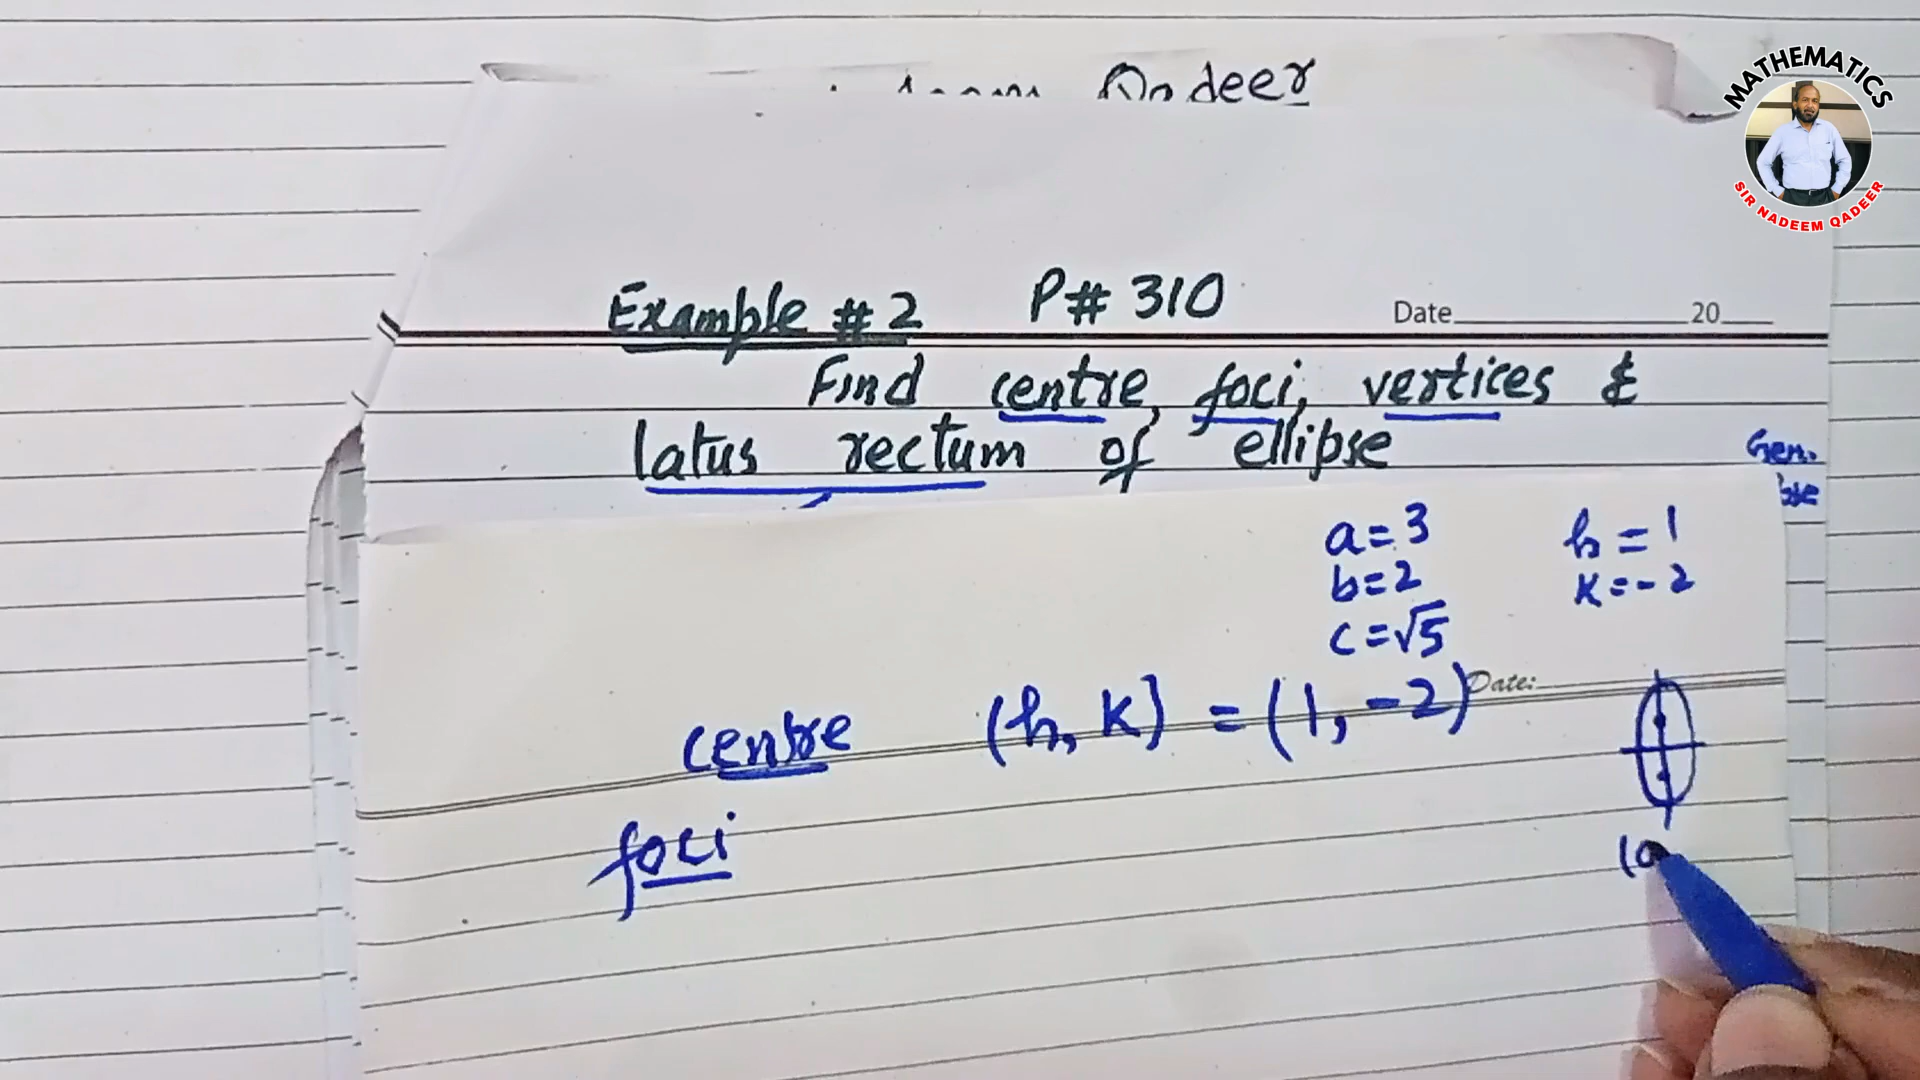 Qadeer
MATHEMATICS
SIR NADEEM QADEER
Example # 2 P# 310
Date 20
Find centre, foci, vertices &
latus rectum of ellipse
Gen.
a = 3 h = 1
b = 2 k = - 2
c = √5
Date:
centre (h, k) = (1, -2)
foci
(0